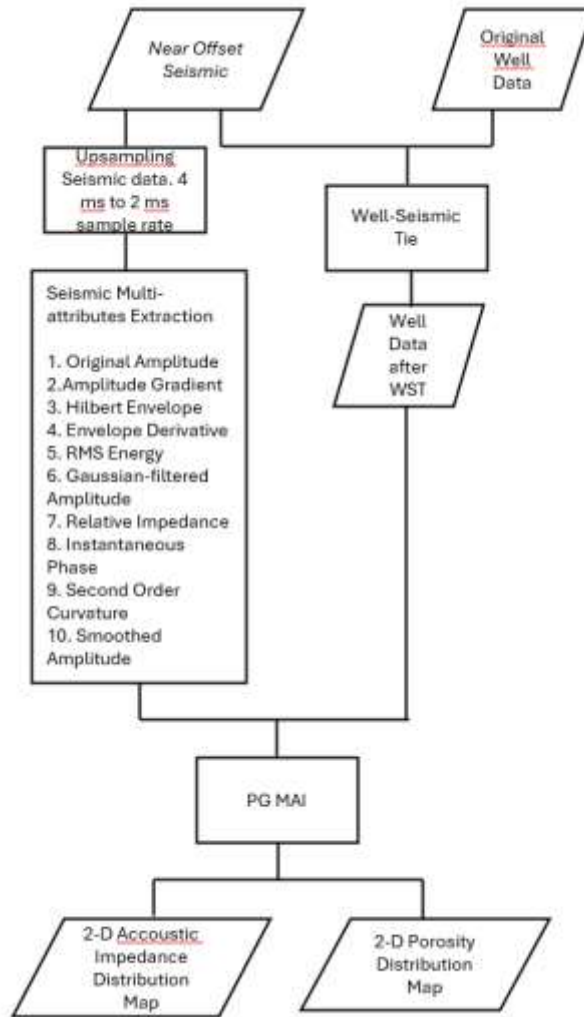 Near Offset
Seismic
Original
Well
Data
Upsampling
Seismic data. 4
ms to 2 ms
sample rate
Well-Seismic
Tie
Seismic Multi-
attributes Extraction
1. Original Amplitude
2.Amplitude Gradient
3. Hilbert Envelope
4. Envelope Derivative
5. RMS Energy
6. Gaussian-filtered
Amplitude
7. Relative Impedance
8. Instantaneous
Phase
9. Second Order
Curvature
10. Smoothed
Amplitude
Well
Data
after
WST
PG MAI
2-D Accoustic
Impedance
Distribution
Map
2-D Porosity
Distribution
Map